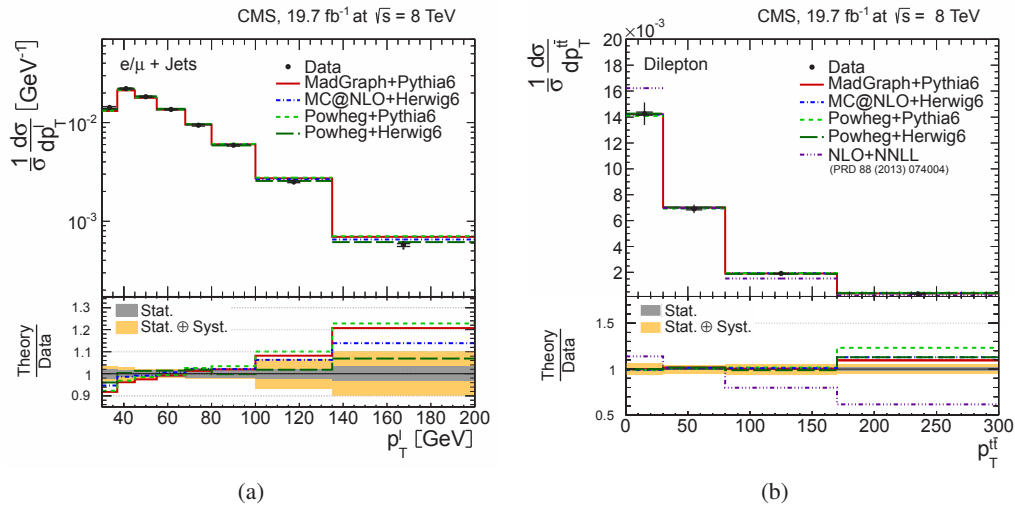 CMS, 19.7 fb⁻¹ at √s = 8 TeV
1/σ dσ/dp_T^l [GeV⁻¹]
e/μ + Jets
Data
MadGraph+Pythia6
MC@NLO+Herwig6
Powheg+Pythia6
Powheg+Herwig6
10⁻¹
10⁻²
10⁻³
Theory/Data
Stat.
Stat. ⊕ Syst.
1.3
1.2
1.1
1
0.9
40 60 80 100 120 140 160 180 200
p_T^l [GeV]
(a)
CMS, 19.7 fb⁻¹ at √s = 8 TeV
×10⁻³
1/σ dσ/dp_T^tt̄
Dilepton
Data
MadGraph+Pythia6
MC@NLO+Herwig6
Powheg+Pythia6
Powheg+Herwig6
NLO+NNLL
(PRD 88 (2013) 074004)
20
18
16
14
12
10
8
6
4
2
Theory/Data
Stat.
Stat. ⊕ Syst.
1.5
1
0.5
0 50 100 150 200 250 300
p_T^tt̄
(b)